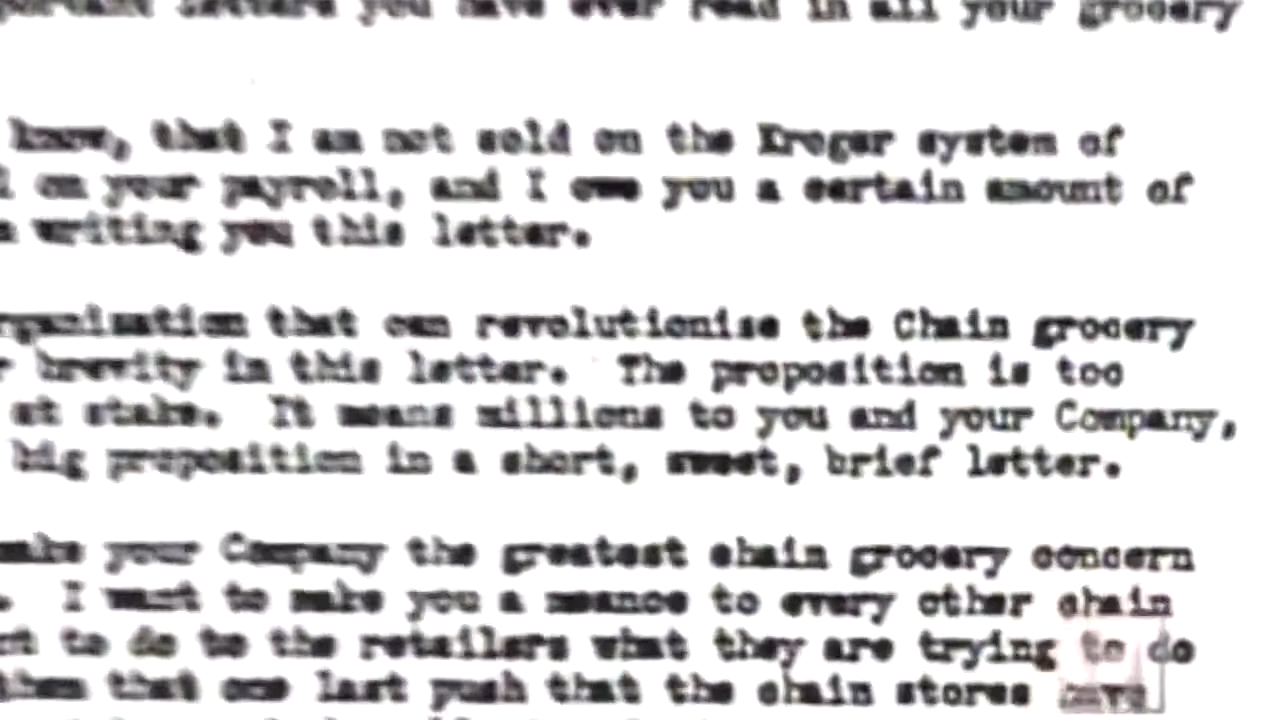 letters you have ever read in all your grocery
know, that I am not sold on the Kroger system of
on your payroll, and I owe you a certain amount of
writing you this letter.
that can revolutionise the Chain grocery
brevity in this letter. The proposition is too
at stake. It means millions to you and your Company,
big proposition in a short, sweet, brief letter.
your Company the greatest chain grocery concern
I want to make you a meance to every other chain
to do to the retailers what they are trying to do
them that one last push that the chain stores have